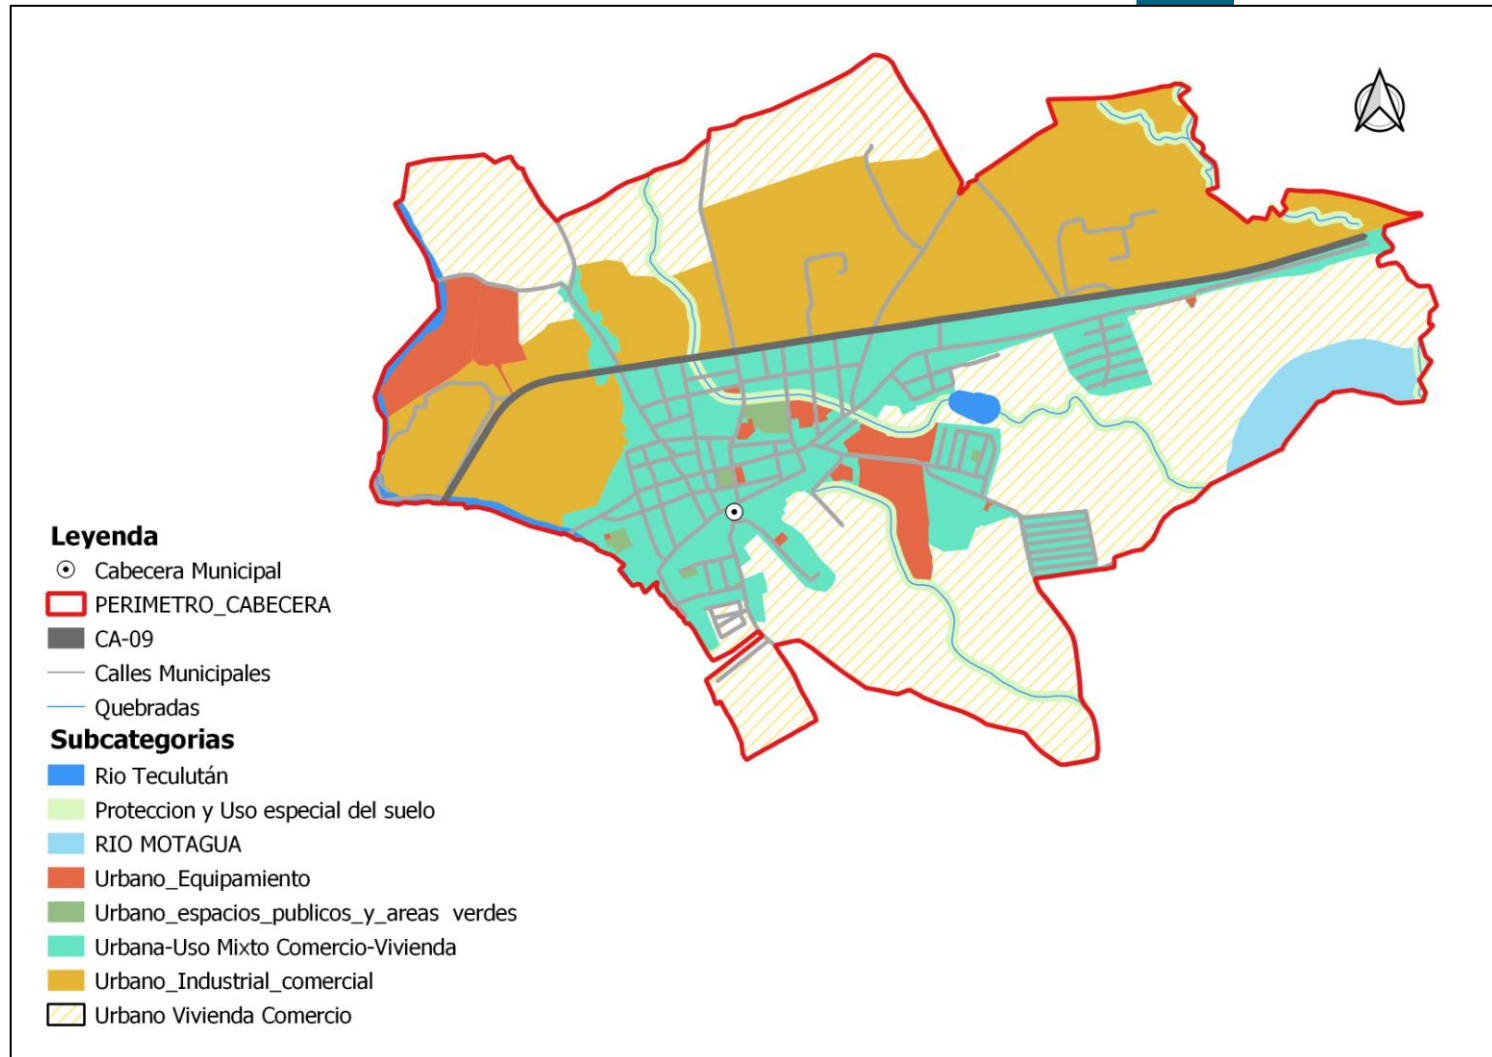 Leyenda
Cabecera Municipal
PERIMETRO_CABECERA
CA-09
Calles Municipales
Quebradas
Subcategorias
Rio Teculután
Proteccion y Uso especial del suelo
RIO MOTAGUA
Urbano_Equipamiento
Urbano_espacios_publicos_y_areas verdes
Urbana-Uso Mixto Comercio-Vivienda
Urbano_Industrial_comercial
Urbano Vivienda Comercio